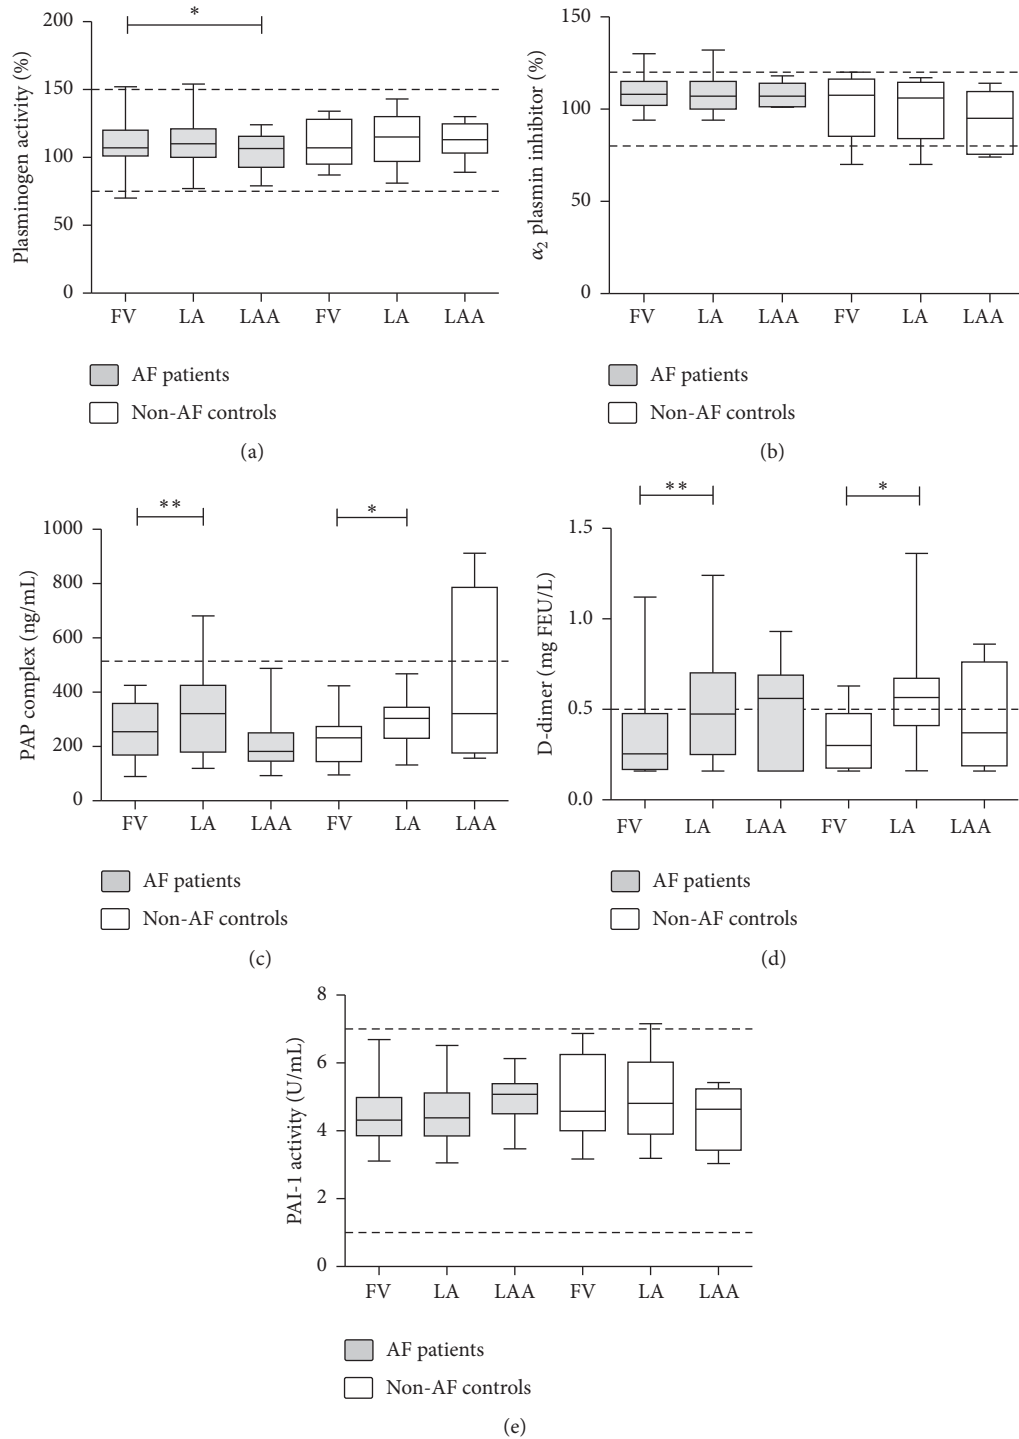 *
200
150
100
50
0
Plasminogen activity (%)
FV LA LAA FV LA LAA
AF patients
Non-AF controls
(a)
150
100
50
0
α2 plasmin inhibitor (%)
FV LA LAA FV LA LAA
AF patients
Non-AF controls
(b)
** *
1000
800
600
400
200
0
PAP complex (ng/mL)
FV LA LAA FV LA LAA
AF patients
Non-AF controls
(c)
** *
1.5
1.0
0.5
0.0
D-dimer (mg FEU/L)
FV LA LAA FV LA LAA
AF patients
Non-AF controls
(d)
8
6
4
2
0
PAI-1 activity (U/mL)
FV LA LAA FV LA LAA
AF patients
Non-AF controls
(e)